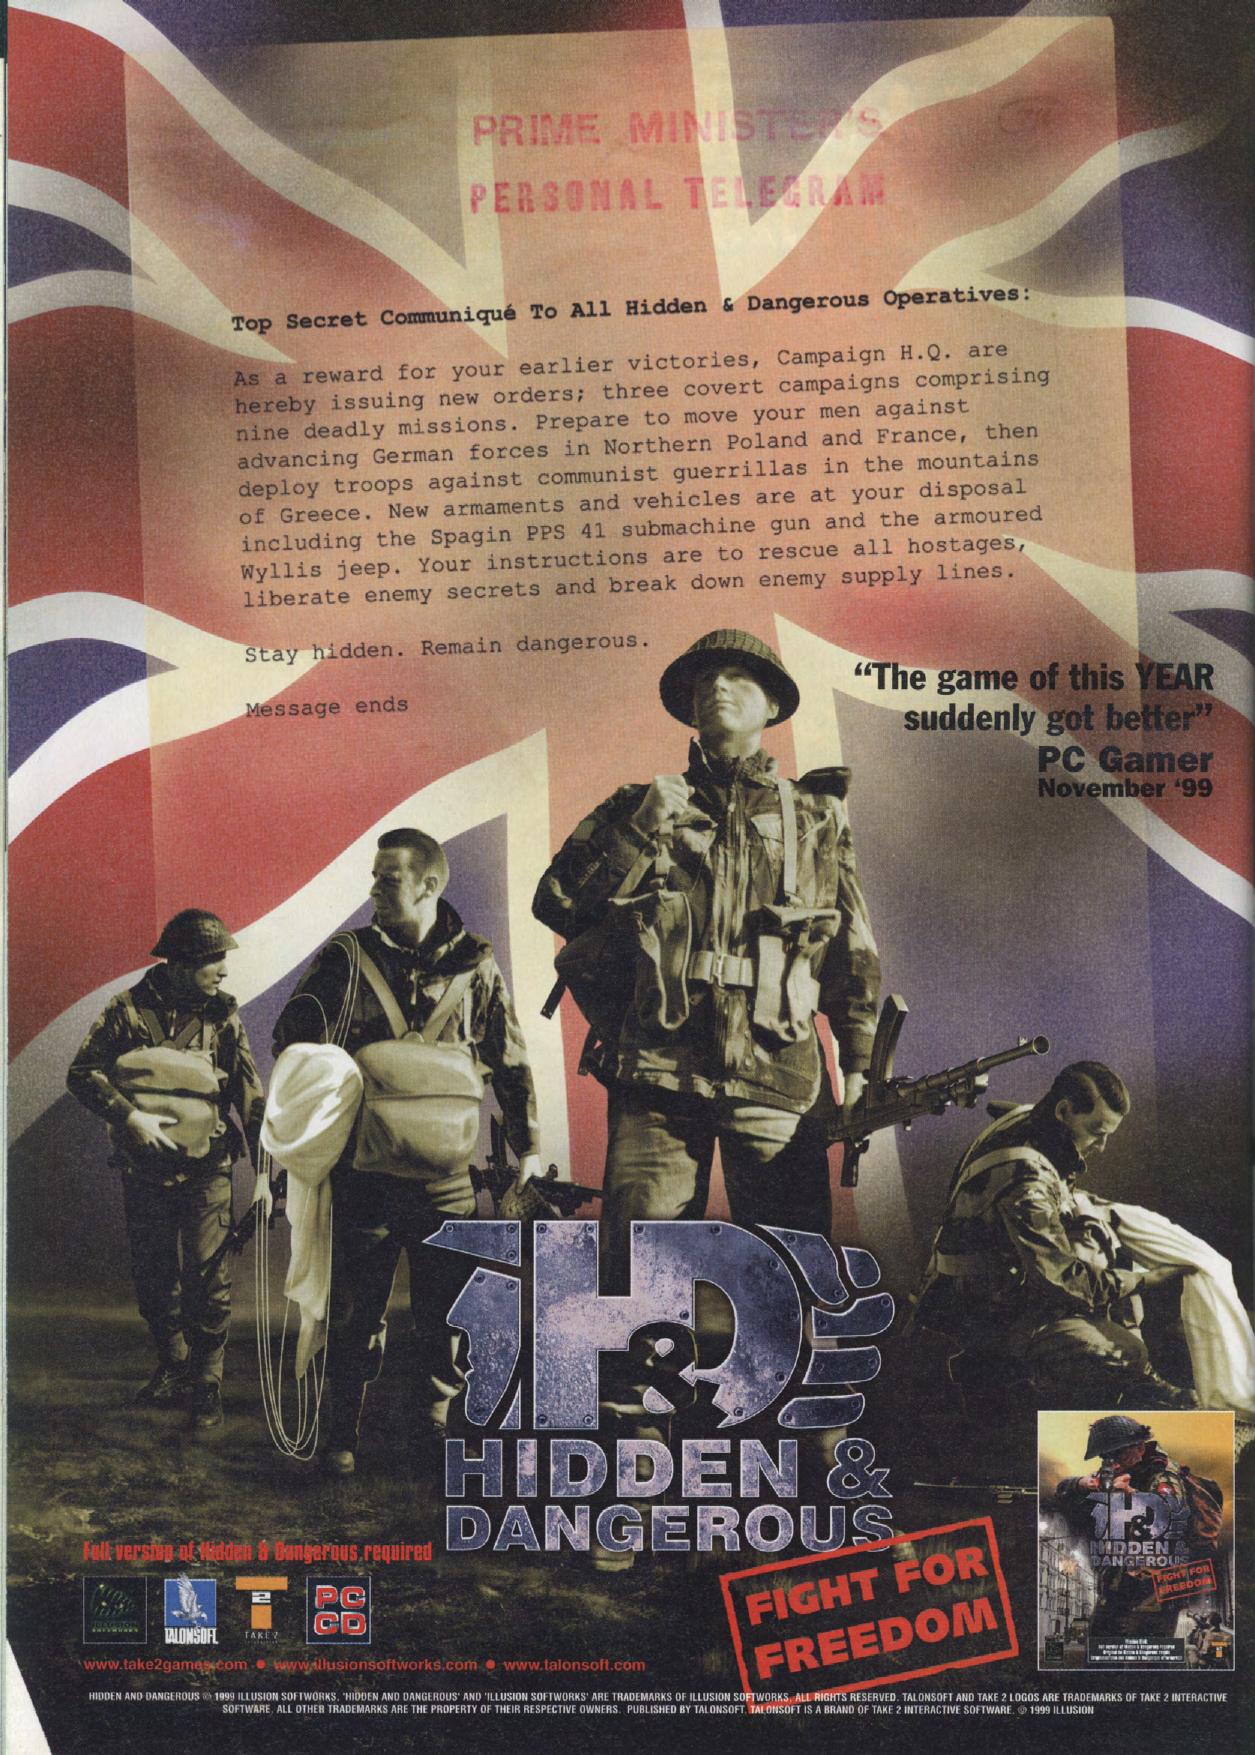 PRIME MINISTER'S
PERSONAL TELEGRAM
Top Secret Communiqué To All Hidden & Dangerous Operatives:
As a reward for your earlier victories, Campaign H.Q. are
hereby issuing new orders; three covert campaigns comprising
nine deadly missions. Prepare to move your men against
advancing German forces in Northern Poland and France, then
deploy troops against communist guerrillas in the mountains
of Greece. New armaments and vehicles are at your disposal
including the Spagin PPS 41 submachine gun and the armoured
Wyllis jeep. Your instructions are to rescue all hostages,
liberate enemy secrets and break down enemy supply lines.
Stay hidden. Remain dangerous.
Message ends
“The game of this YEAR
suddenly got better”
PC Gamer
November ‘99
H&D
HIDDEN &
DANGEROUS
FIGHT FOR
FREEDOM
H&D
HIDDEN &
DANGEROUS
FIGHT FOR
FREEDOM
Full version of Hidden & Dangerous required
TALONSOFT
T2
TAKE 2
PC
CD
www.take2games.com • www.illusionsoftworks.com • www.talonsoft.com
HIDDEN AND DANGEROUS © 1999 ILLUSION SOFTWORKS. 'HIDDEN AND DANGEROUS' AND 'ILLUSION SOFTWORKS' ARE TRADEMARKS OF ILLUSION SOFTWORKS. ALL RIGHTS RESERVED. TALONSOFT AND TAKE 2 LOGOS ARE TRADEMARKS OF TAKE 2 INTERACTIVE
SOFTWARE. ALL OTHER TRADEMARKS ARE THE PROPERTY OF THEIR RESPECTIVE OWNERS. PUBLISHED BY TALONSOFT. TALONSOFT IS A BRAND OF TAKE 2 INTERACTIVE SOFTWARE. © 1999 ILLUSION